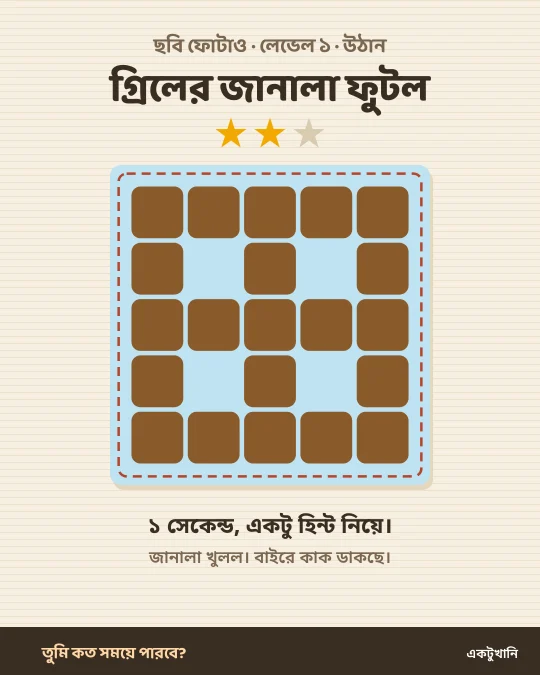 ছবি ফোটাও · লেভেল ১ · উঠান
গ্রিলের জানালা ফুটল
১ সেকেন্ড, একটু হিন্ট নিয়ে।
জানালা খুলল। বাইরে কাক ডাকছে।
তুমি কত সময়ে পারবে?
একটুখানি